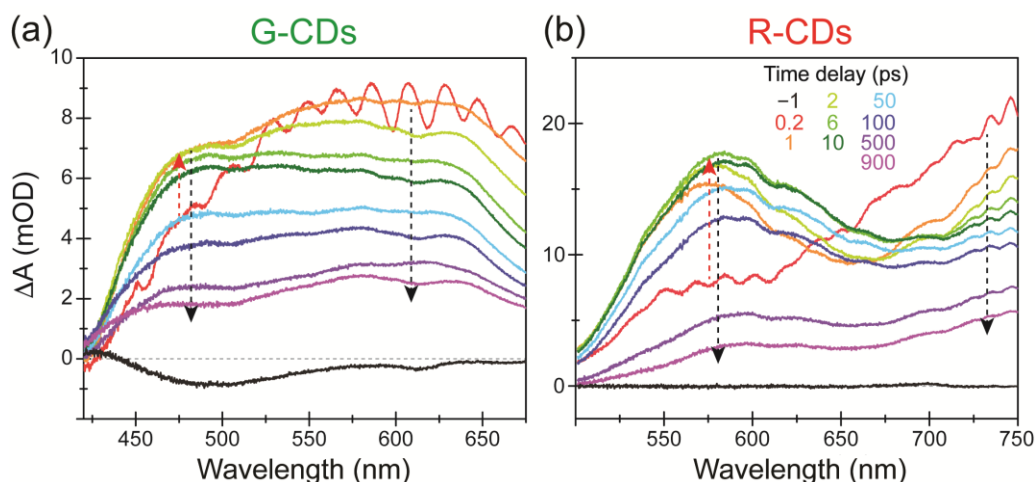 (a) G-CDs
(b) R-CDs
ΔA (mOD)
10
8
6
4
2
0
450 500 550 600 650
Wavelength (nm)
20
10
0
Time delay (ps)
−1 2 50
0.2 6 100
1 10 500
900
550 600 650 700 750
Wavelength (nm)